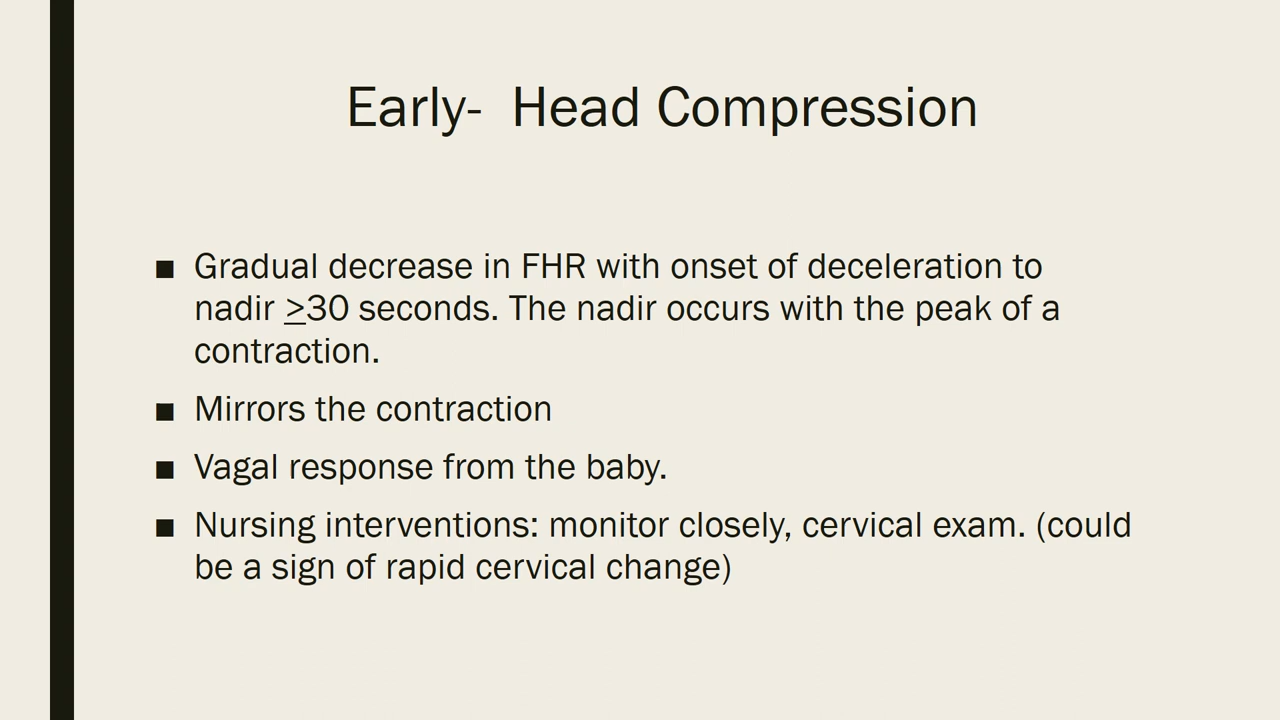 Early-  Head Compression
■ Gradual decrease in FHR with onset of deceleration to
nadir >30 seconds. The nadir occurs with the peak of a
contraction.
■ Mirrors the contraction
■ Vagal response from the baby.
■ Nursing interventions: monitor closely, cervical exam. (could
be a sign of rapid cervical change)